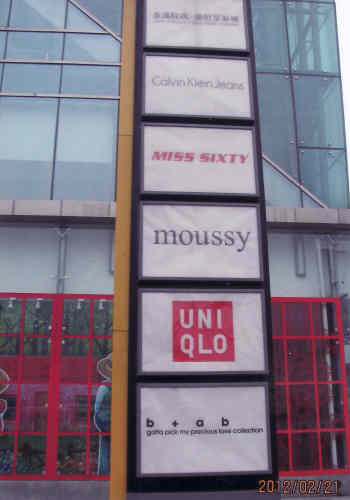 Calvin Klein Jeans
MISS SIXTY
moussy
UNI
QLO
b + a b
gotta pick my precious love collection
2012/02/21